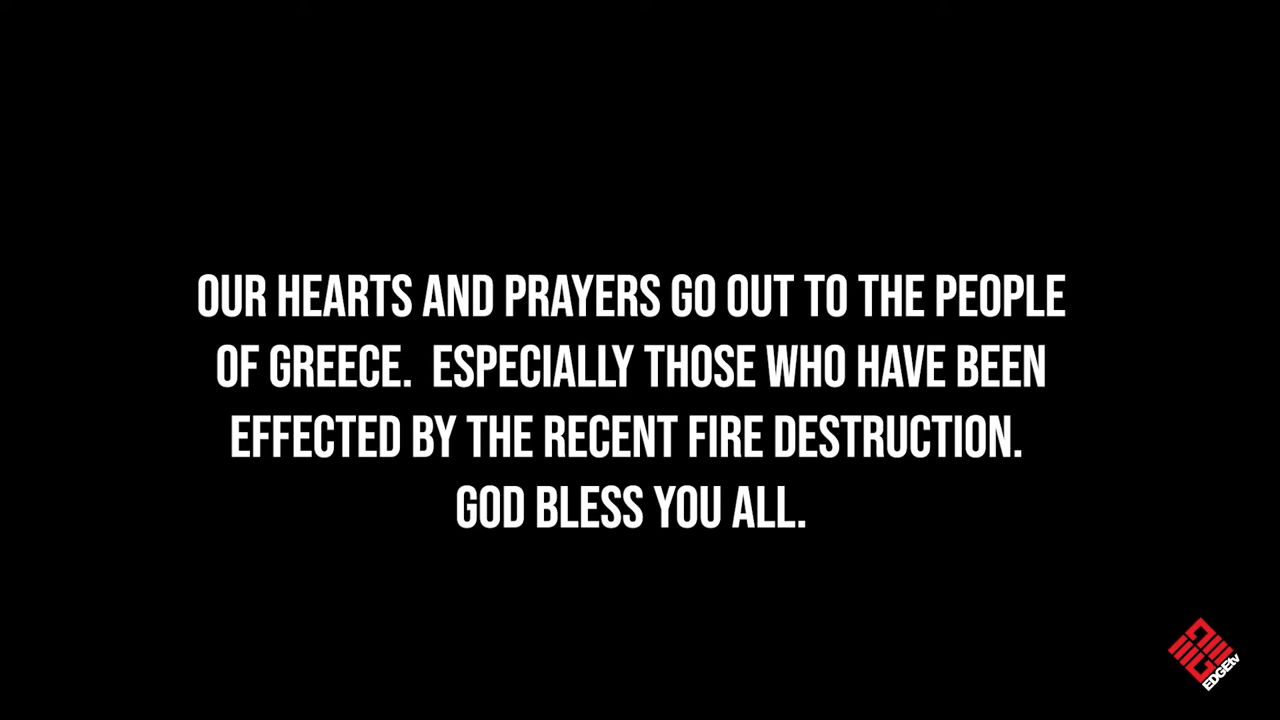 OUR HEARTS AND PRAYERS GO OUT TO THE PEOPLE
OF GREECE.  ESPECIALLY THOSE WHO HAVE BEEN
EFFECTED BY THE RECENT FIRE DESTRUCTION.
GOD BLESS YOU ALL.
EDGEtv